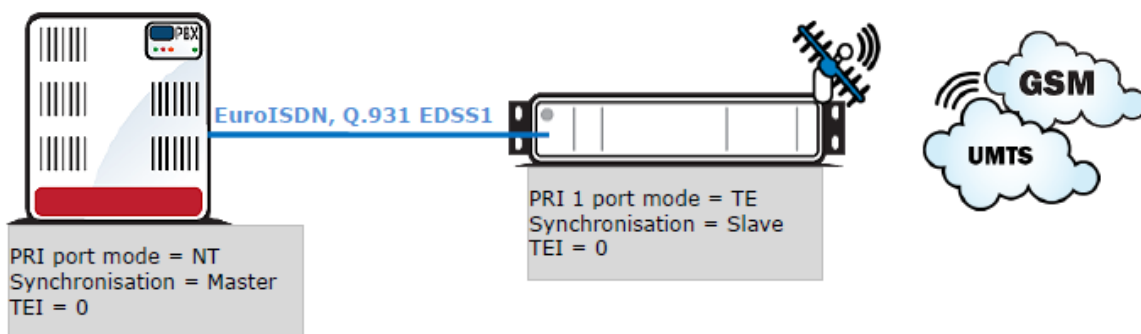 PBX
EuroISDN, Q.931 EDSS1
GSM
UMTS
PRI 1 port mode = TE
Synchronisation = Slave
TEI = 0
PRI port mode = NT
Synchronisation = Master
TEI = 0